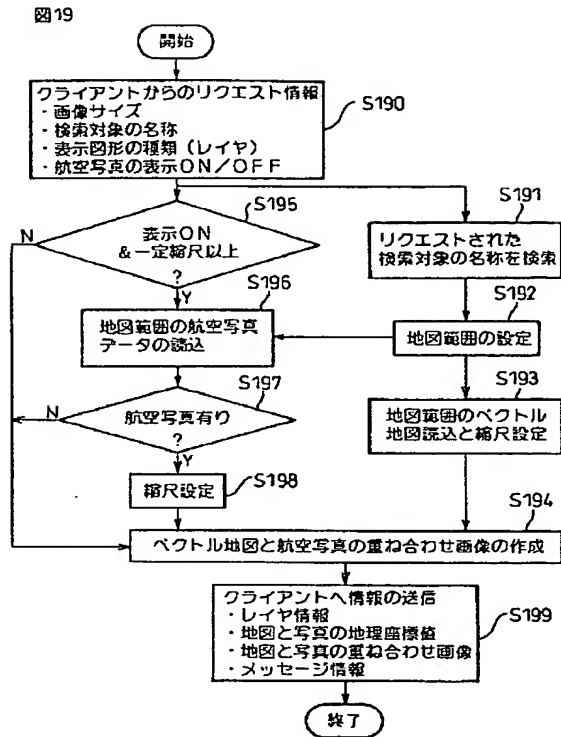 図19
開始
クライアントからのリクエスト情報
・画像サイズ
・検索対象の名称
・表示図形の種類(レイヤ)
・航空写真の表示ON/OFF
S190
S195
N
表示ON
&一定縮尺以上
?
Y
S191
リクエストされた
検索対象の名称を検索
S196
地図範囲の航空写真
データの読込
S192
地図範囲の設定
S197
N
航空写真有り
?
Y
S193
地図範囲のベクトル
地図読込と縮尺設定
縮尺設定
S198
S194
ベクトル地図と航空写真の重ね合わせ画像の作成
クライアントへ情報の送信
・レイヤ情報
・地図と写真の地理座標値
・地図と写真の重ね合わせ画像
・メッセージ情報
S199
終了